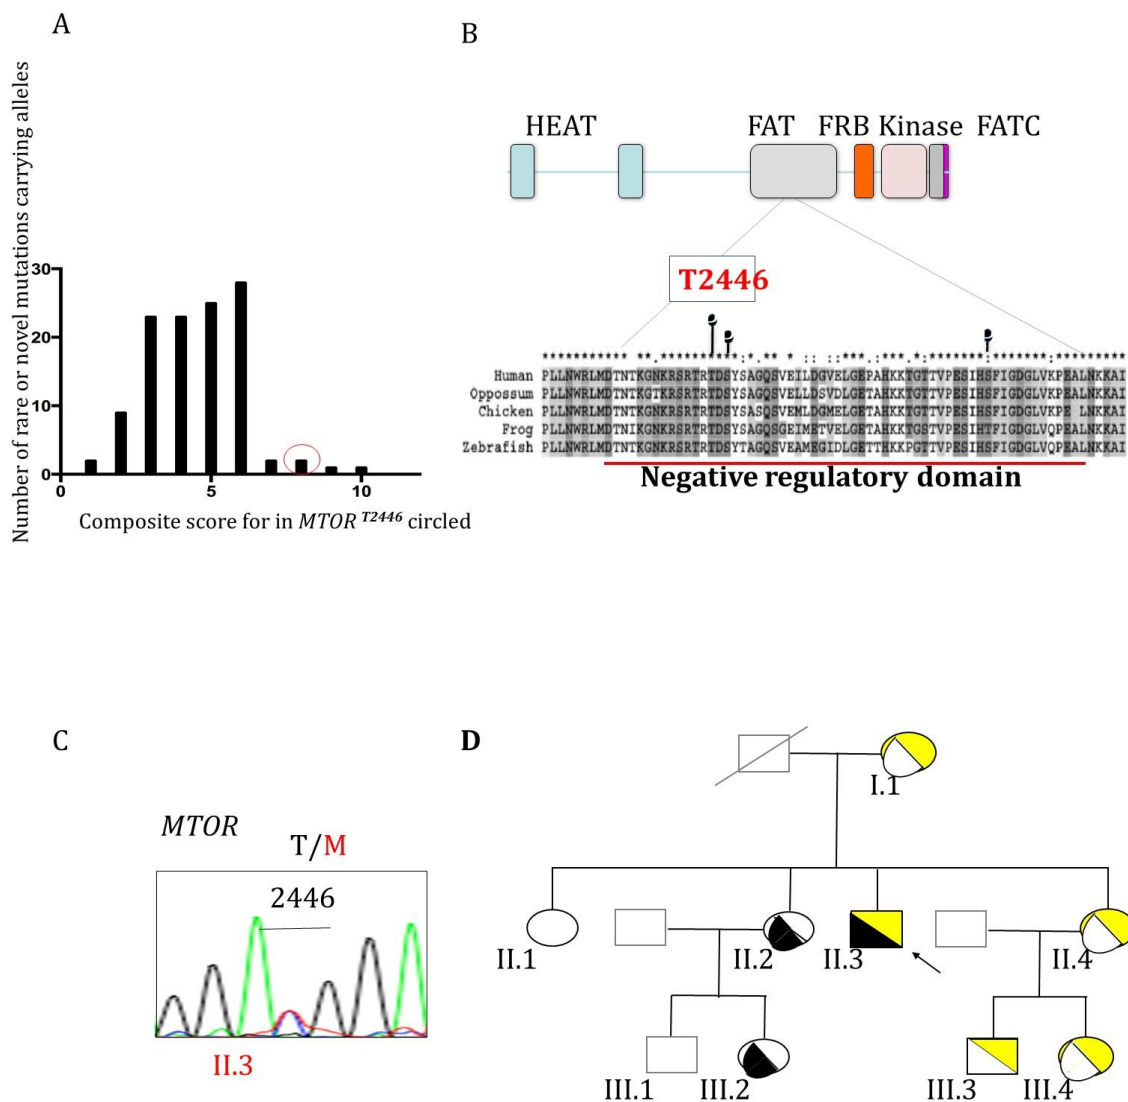 A
Number of rare or novel mutations carrying alleles
30
20
10
0
0 5 10
Composite score for in MTOR T2446 circled
B
HEAT FAT FRB Kinase FATC
T2446
Human PLLNWRLMDTNTKGNKRSRTRTDSYSAGQSVEILDGVELGEPAHKKTGTTVPESIHSFIGDGLVKPEALNKKAI
Oppossum PLLNWRLMDTNTKGTKRSRTRTDSYSAGQSVELLDSVDLGETAHKKTGTTVPESIHSFIGDGLVKPEALNKKAI
Chicken PLLNWRLMDTNTKGNKRSRTRTDSYSAGQSVEMLDGMELGETAHKKTGTTVPESIHSFIGDGLVKPE LNKKAI
Frog PLLNWRLMDTNTKGNKRSRTRTDSYSAGQSGEIMETVELGETTHKKTGTTVPESIHTFIGDGLVQPEALNKKAI
Zebrafish PLLNWRLMDTNIKGNKRSRTRTDSYSAGQSVEAMEGIDLGETTHKKPGTTVPESIHSFIGDGLVQPEALNKKAI
Negative regulatory domain
C
MTOR
T/M
2446
II.3
D
I.1
II.1 II.2 II.3 II.4
III.1 III.2 III.3 III.4